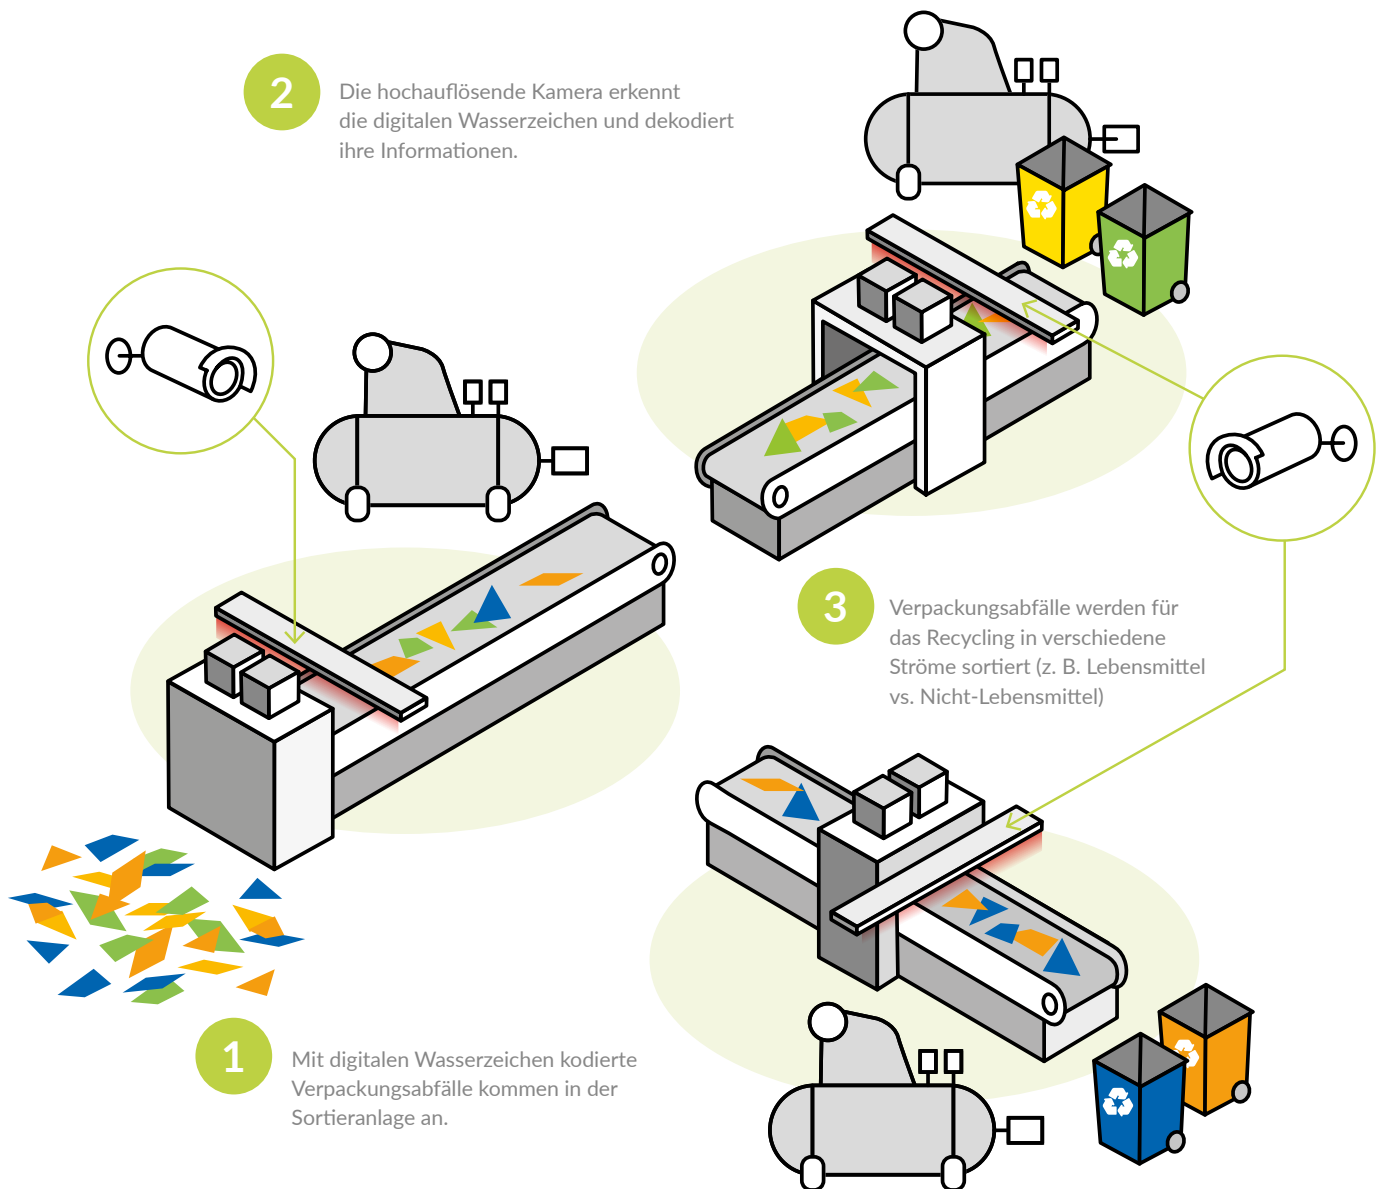 2
Die hochauflösende Kamera erkennt
die digitalen Wasserzeichen und dekodiert
ihre Informationen.
3
Verpackungsabfälle werden für
das Recycling in verschiedene
Ströme sortiert (z. B. Lebensmittel
vs. Nicht-Lebensmittel)
1
Mit digitalen Wasserzeichen kodierte
Verpackungsabfälle kommen in der
Sortieranlage an.